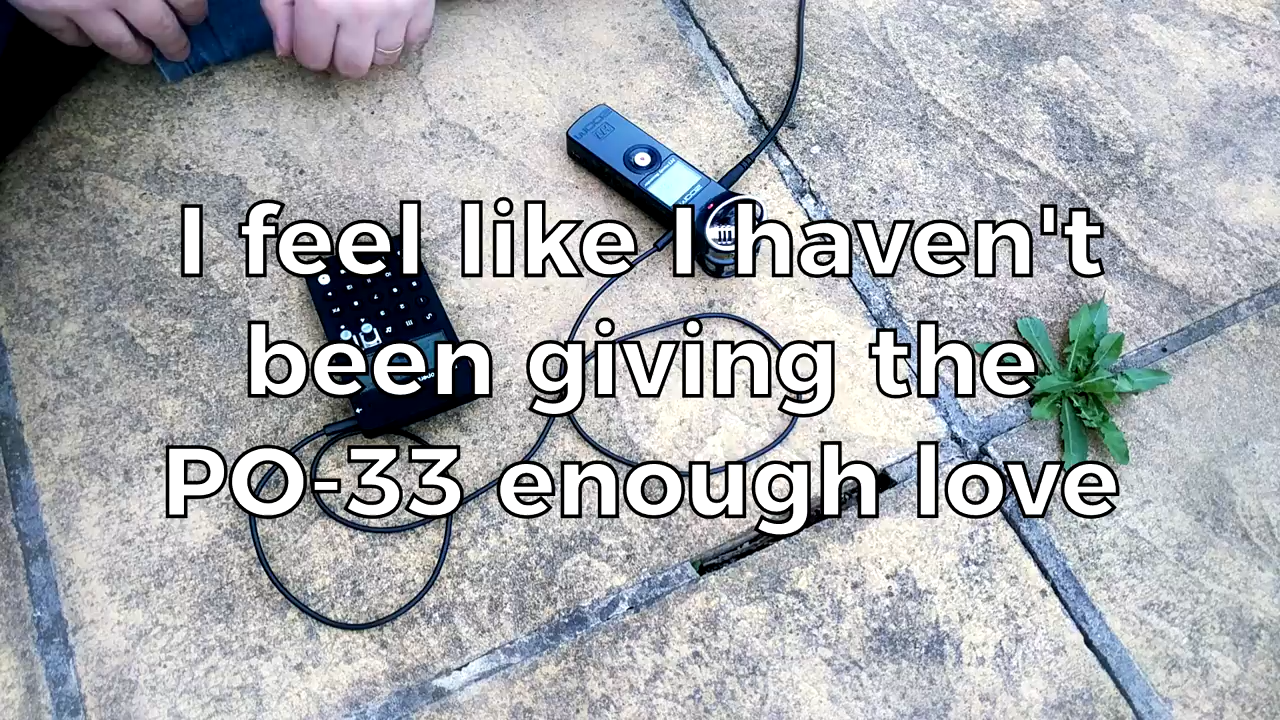 I feel like I haven't
been giving the
PO-33 enough love